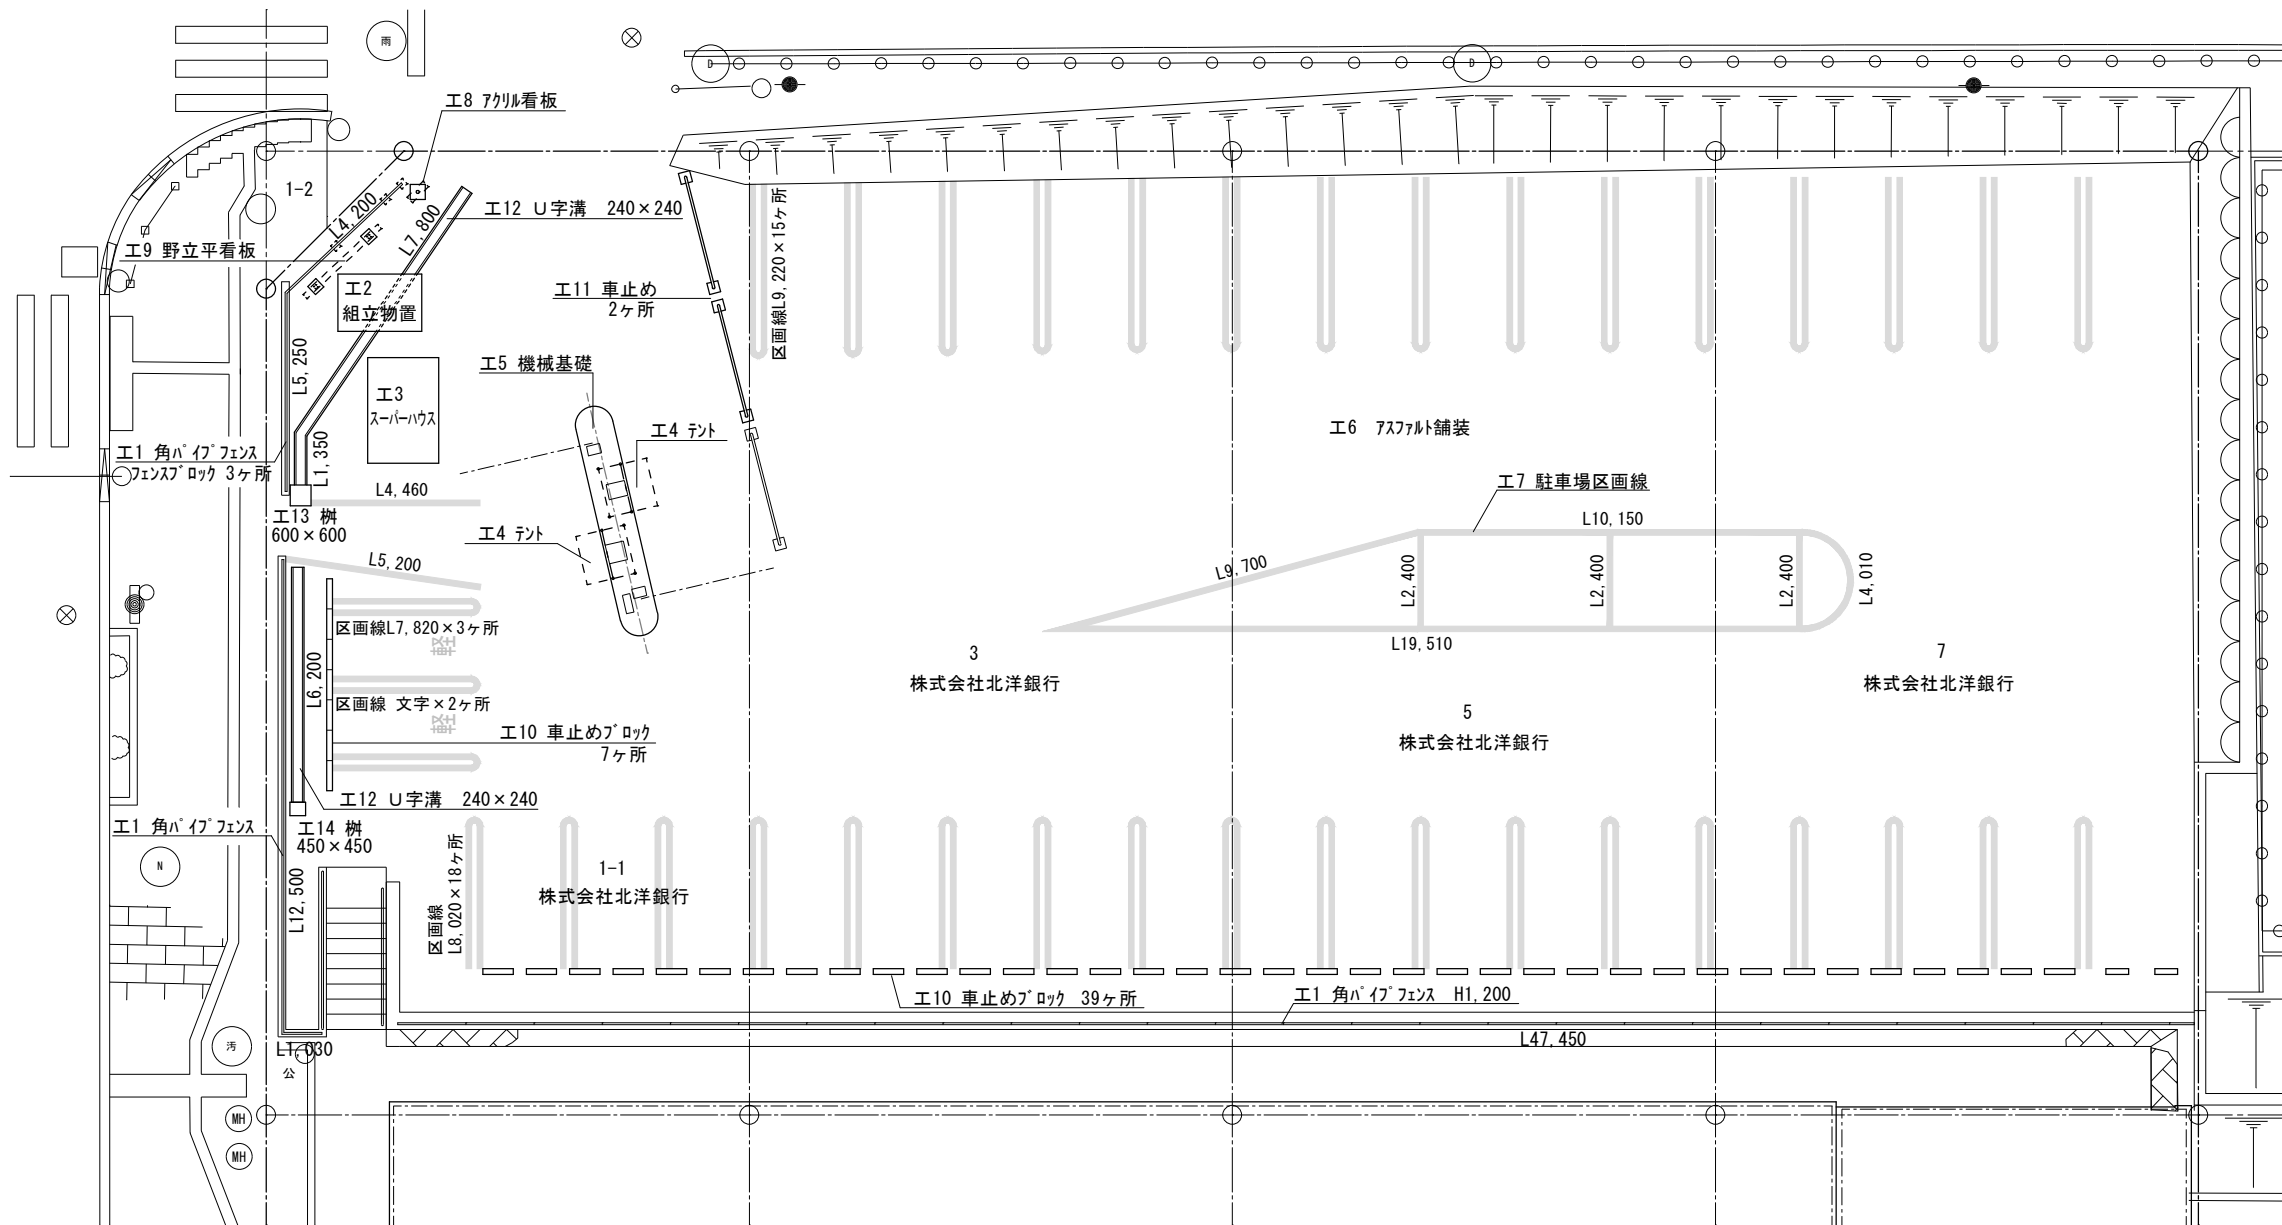 雨
D
D
工8 ｱｸﾘﾙ看板
1-2
L4,200
L7,800
工12 U字溝 240×240
工9 野立平看板
工2
組立物置
工11 車止め
2ヶ所
区画線L9,220×15ヶ所
L5,250
工3
ｽｰﾊﾟｰﾊｳｽ
工5 機械基礎
工4 ﾃﾝﾄ
工6 ｱｽﾌｧﾙﾄ舗装
工1 角ﾊﾟｲﾌﾟﾌｪﾝｽ
ﾌｪﾝｽﾌﾞﾛｯｸ 3ヶ所
L1,350
L4,460
工7 駐車場区画線
工13 桝
600×600
工4 ﾃﾝﾄ
L10,150
L5,200
L9,700
L2,400
L2,400
L2,400
L4,010
区画線L7,820×3ヶ所
軽
L19,510
L6,200
3
株式会社北洋銀行
7
株式会社北洋銀行
区画線 文字×2ヶ所
軽
5
株式会社北洋銀行
工10 車止めﾌﾞﾛｯｸ
7ヶ所
工12 U字溝 240×240
工1 角ﾊﾟｲﾌﾟﾌｪﾝｽ
工14 桝
450×450
N
L12,500
区画線
L8,020×18ヶ所
1-1
株式会社北洋銀行
工10 車止めﾌﾞﾛｯｸ 39ヶ所
工1 角ﾊﾟｲﾌﾟﾌｪﾝｽ H1,200
汚
L1,030
L47,450
公
MH
MH